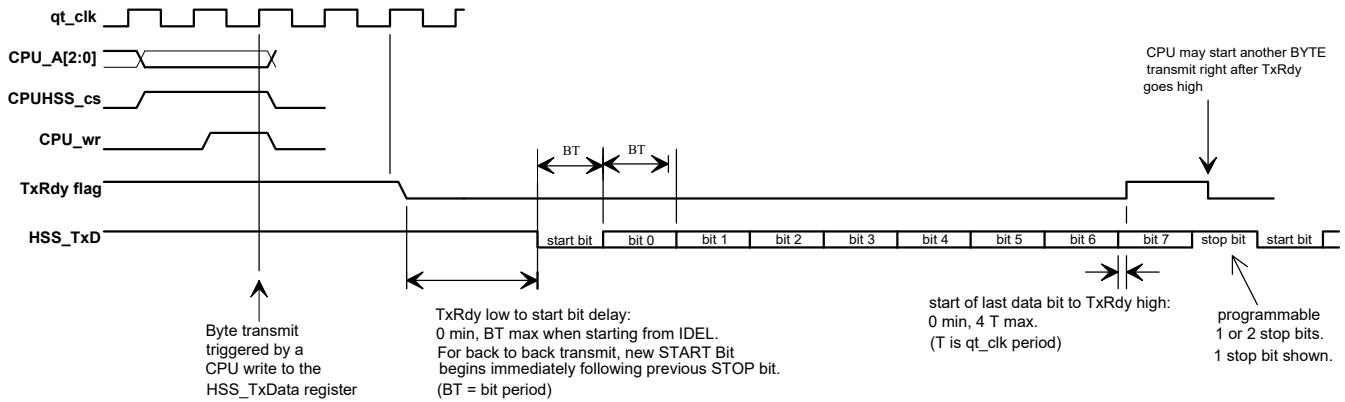 qt_clk
CPU_A[2:0]
CPUHSS_cs
CPU_wr
TxRdy flag
HSS_TxD
CPU may start another BYTE
transmit right after TxRdy
goes high
BT
BT
start bit
bit 0
bit 1
bit 2
bit 3
bit 4
bit 5
bit 6
bit 7
stop bit
start bit
Byte transmit
triggered by a
CPU write to the
HSS_TxData register
TxRdy low to start bit delay:
0 min, BT max when starting from IDEL.
For back to back transmit, new START Bit
begins immediately following previous STOP bit.
(BT = bit period)
start of last data bit to TxRdy high:
0 min, 4 T max.
(T is qt_clk period)
programmable
1 or 2 stop bits.
1 stop bit shown.